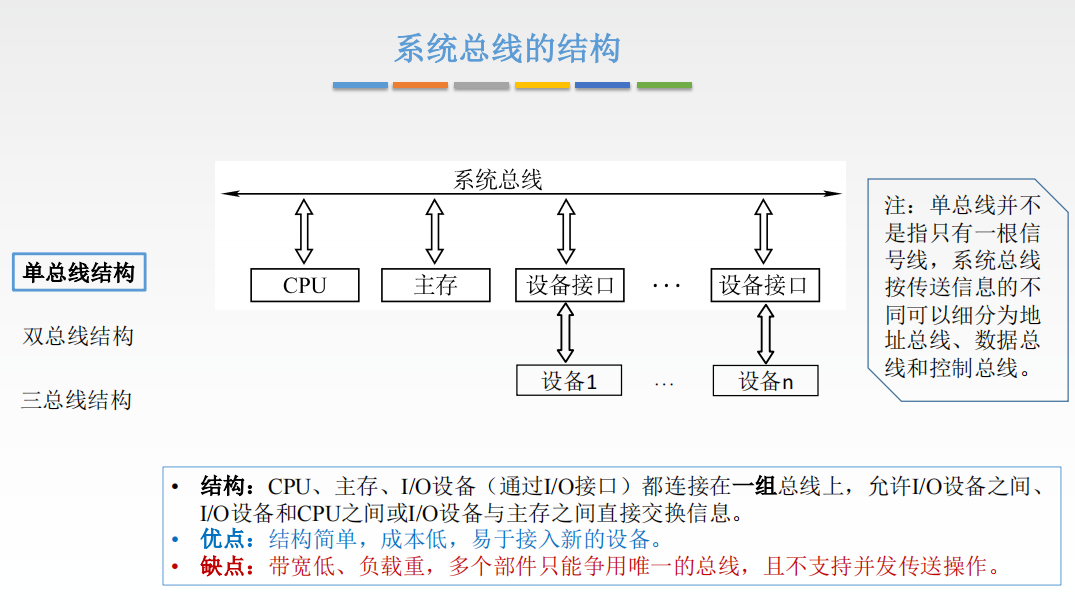 系统总线的结构
系统总线
CPU
主存
设备接口
···
设备接口
设备1
...
设备n
单总线结构
双总线结构
三总线结构
注：单总线并不
是指只有一根信
号线，系统总线
按传送信息的不
同可以细分为地
址总线、数据总
线和控制总线。
• 结构：CPU、主存、I/O设备（通过I/O接口）都连接在一组总线上，允许I/O设备之间、
I/O设备和CPU之间或I/O设备与主存之间直接交换信息。
• 优点：结构简单，成本低，易于接入新的设备。
• 缺点：带宽低、负载重，多个部件只能争用唯一的总线，且不支持并发传送操作。